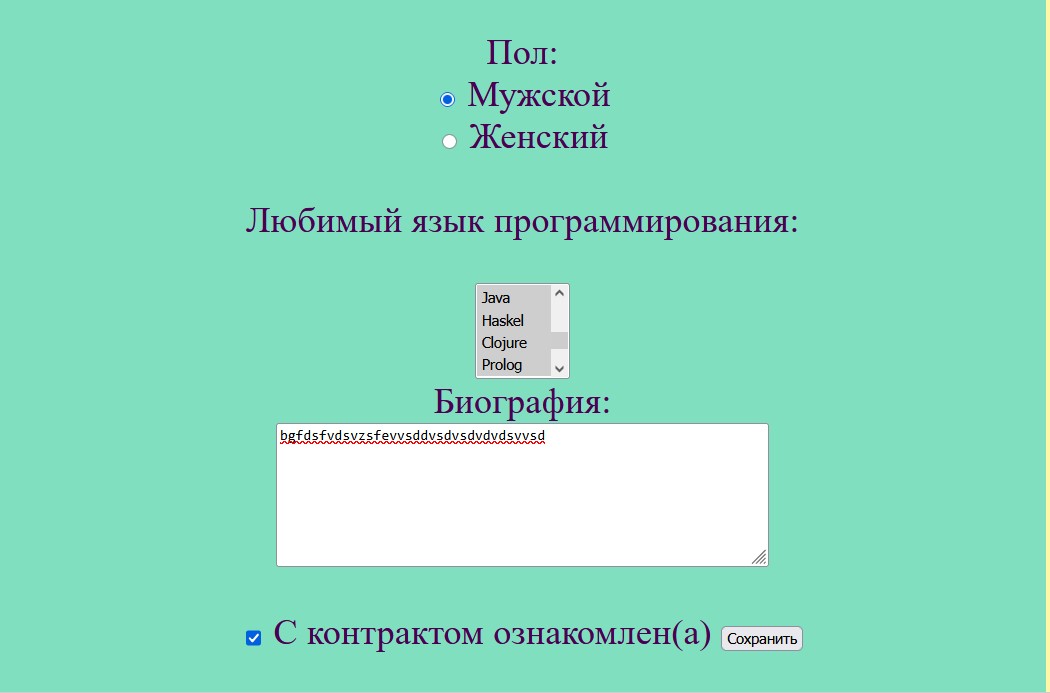 Пол:
Мужской
Женский
Любимый язык программирования:
Java
Haskel
Clojure
Prolog
Биография:
bgfdsfvdsvzsfevvsddvsdvsdvdvdsvvsd
С контрактом ознакомлен(а) Сохранить